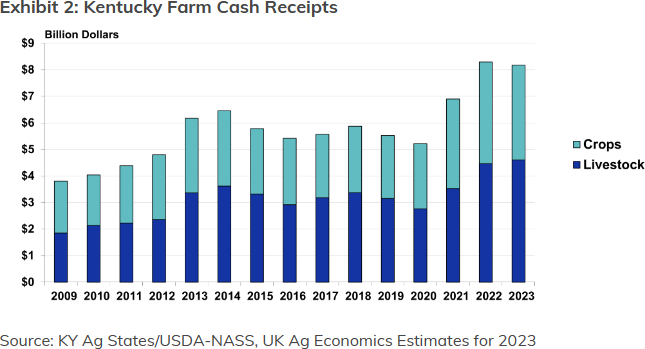 Exhibit 2: Kentucky Farm Cash Receipts
Billion Dollars
$9
$8
$7
$6
$5
$4
$3
$2
$1
$0
Crops
Livestock
2009 2010 2011 2012 2013 2014 2015 2016 2017 2018 2019 2020 2021 2022 2023
Source: KY Ag States/USDA-NASS, UK Ag Economics Estimates for 2023